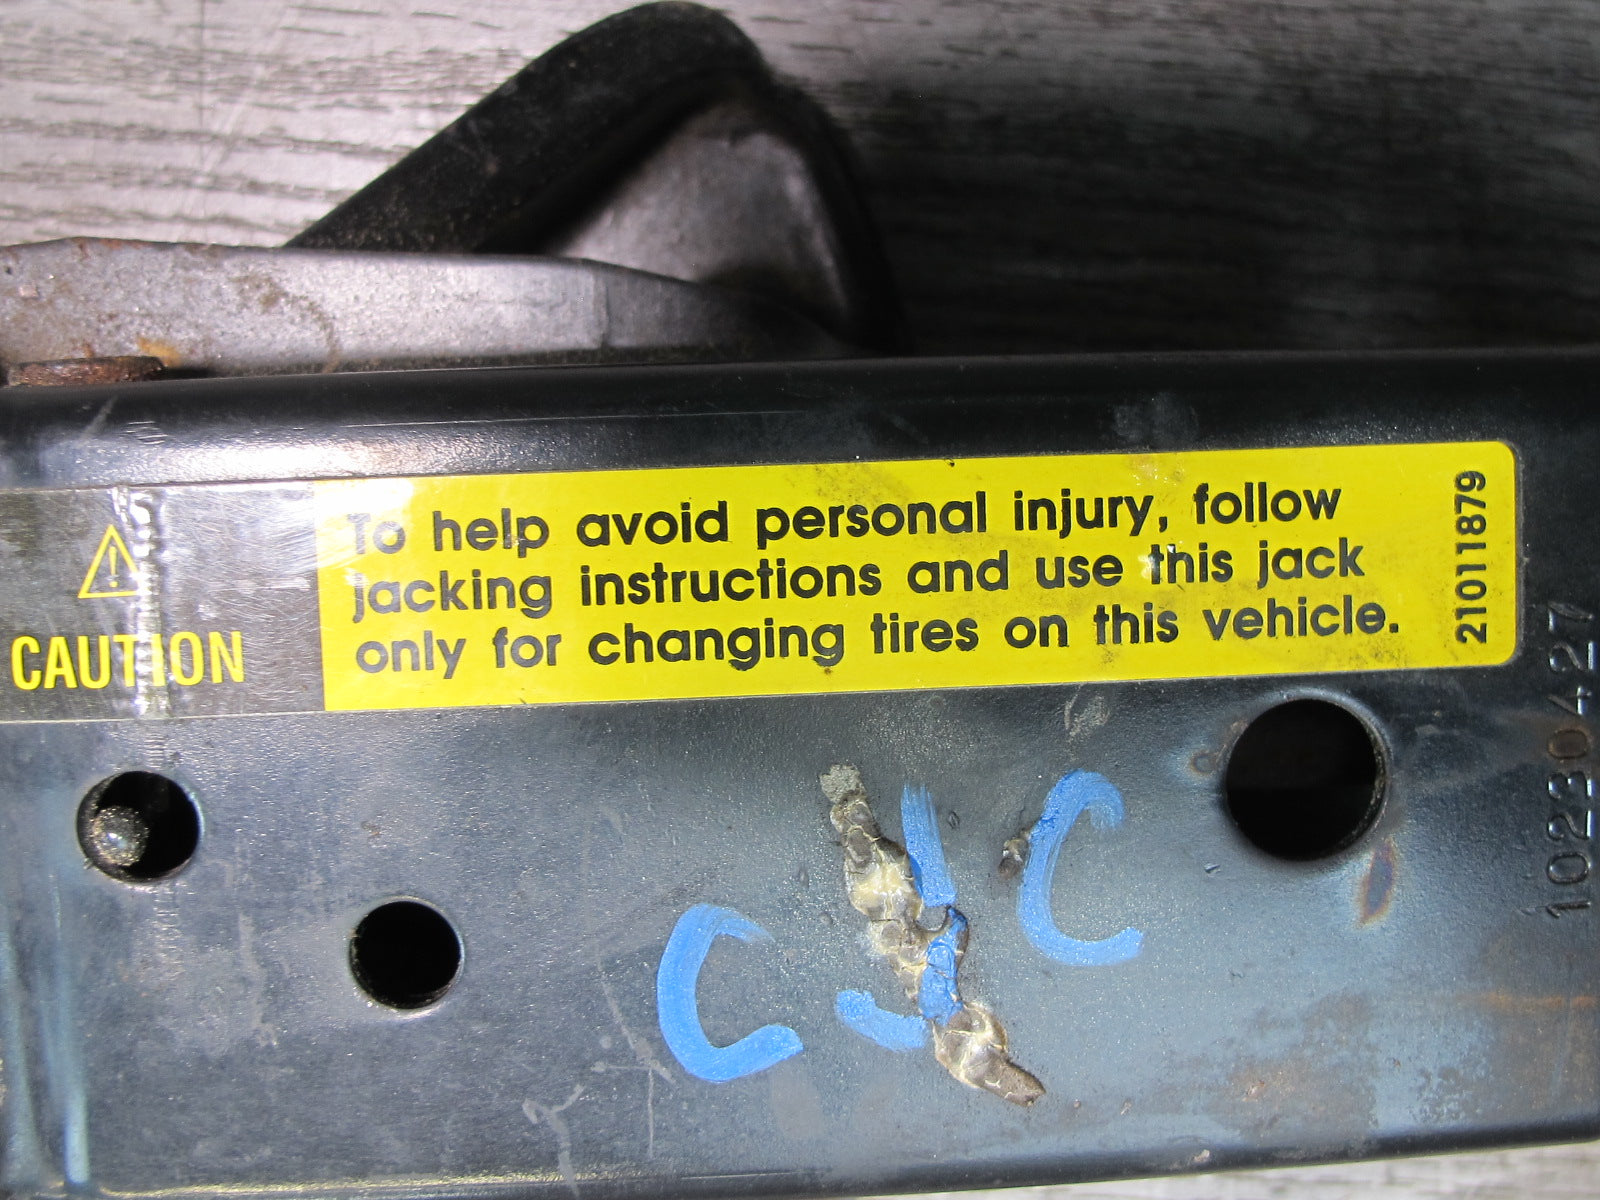 CAUTION
To help avoid personal injury, follow
jacking instructions and use this jack
only for changing tires on this vehicle.
21011879
10230427
CJC